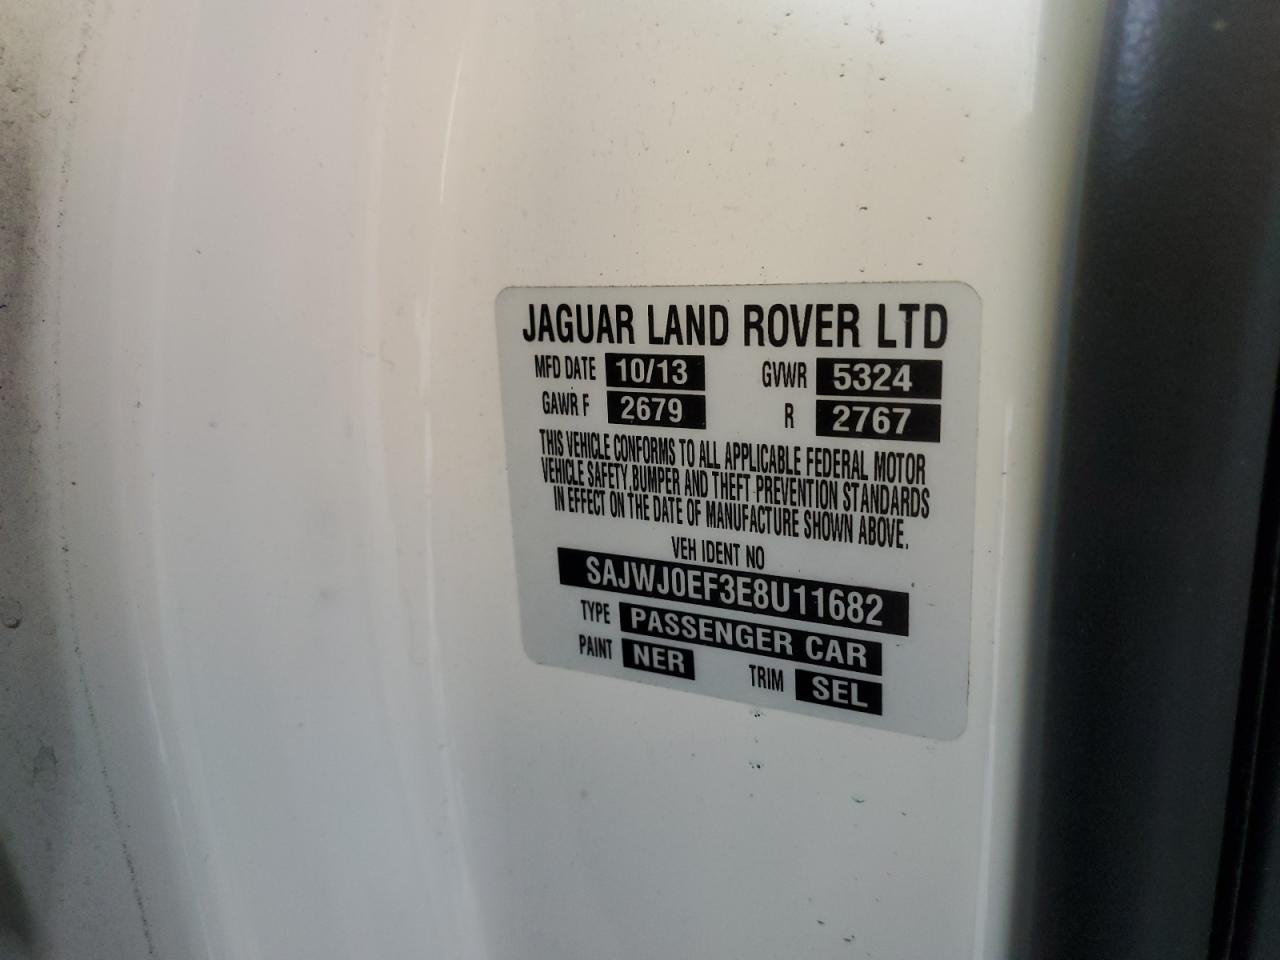 JAGUAR LAND ROVER LTD
MFD DATE 10/13 GVWR 5324
GAWR F 2679 R 2767
THIS VEHICLE CONFORMS TO ALL APPLICABLE FEDERAL MOTOR
VEHICLE SAFETY, BUMPER AND THEFT PREVENTION STANDARDS
IN EFFECT ON THE DATE OF MANUFACTURE SHOWN ABOVE.
VEH IDENT NO
SAJWJ0EF3E8U11682
TYPE PASSENGER CAR
PAINT NER TRIM SEL